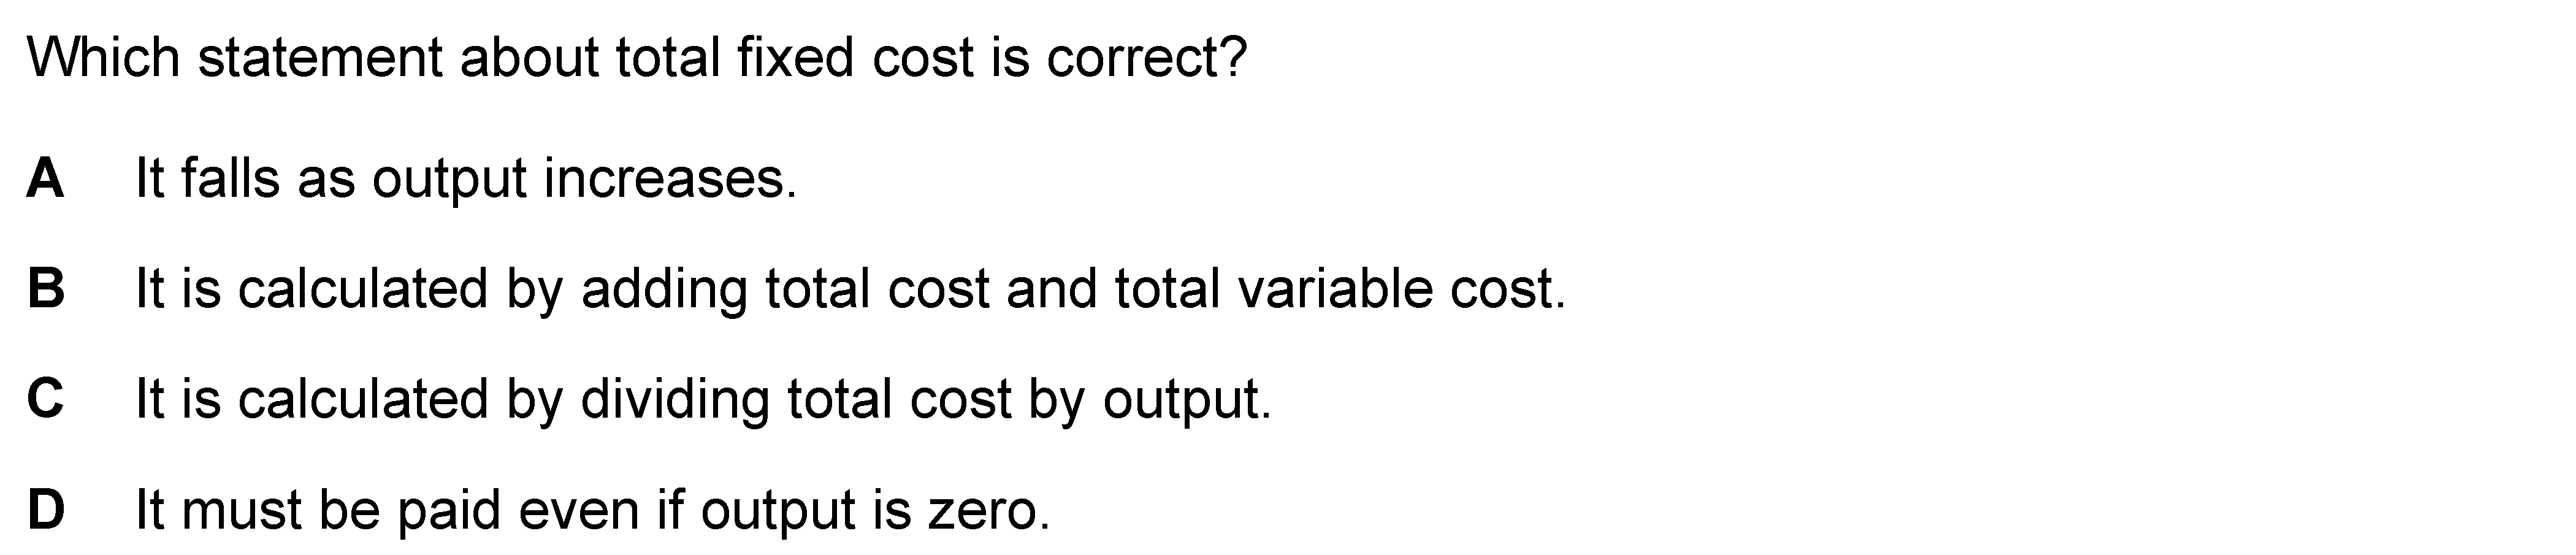 Which statement about total fixed cost is correct?
A It falls as output increases.
B It is calculated by adding total cost and total variable cost.
C It is calculated by dividing total cost by output.
D It must be paid even if output is zero.